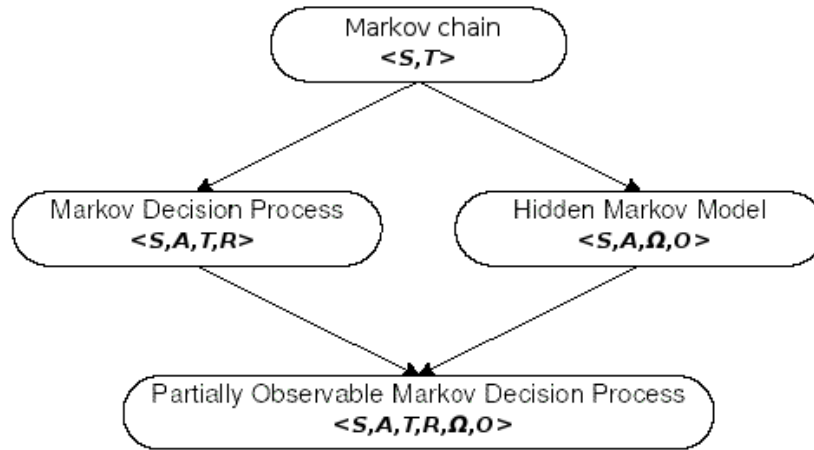 Markov chain
<S,T>
Markov Decision Process
<S,A,T,R>
Hidden Markov Model
<S,A,Ω,O>
Partially Observable Markov Decision Process
<S,A,T,R,Ω,O>